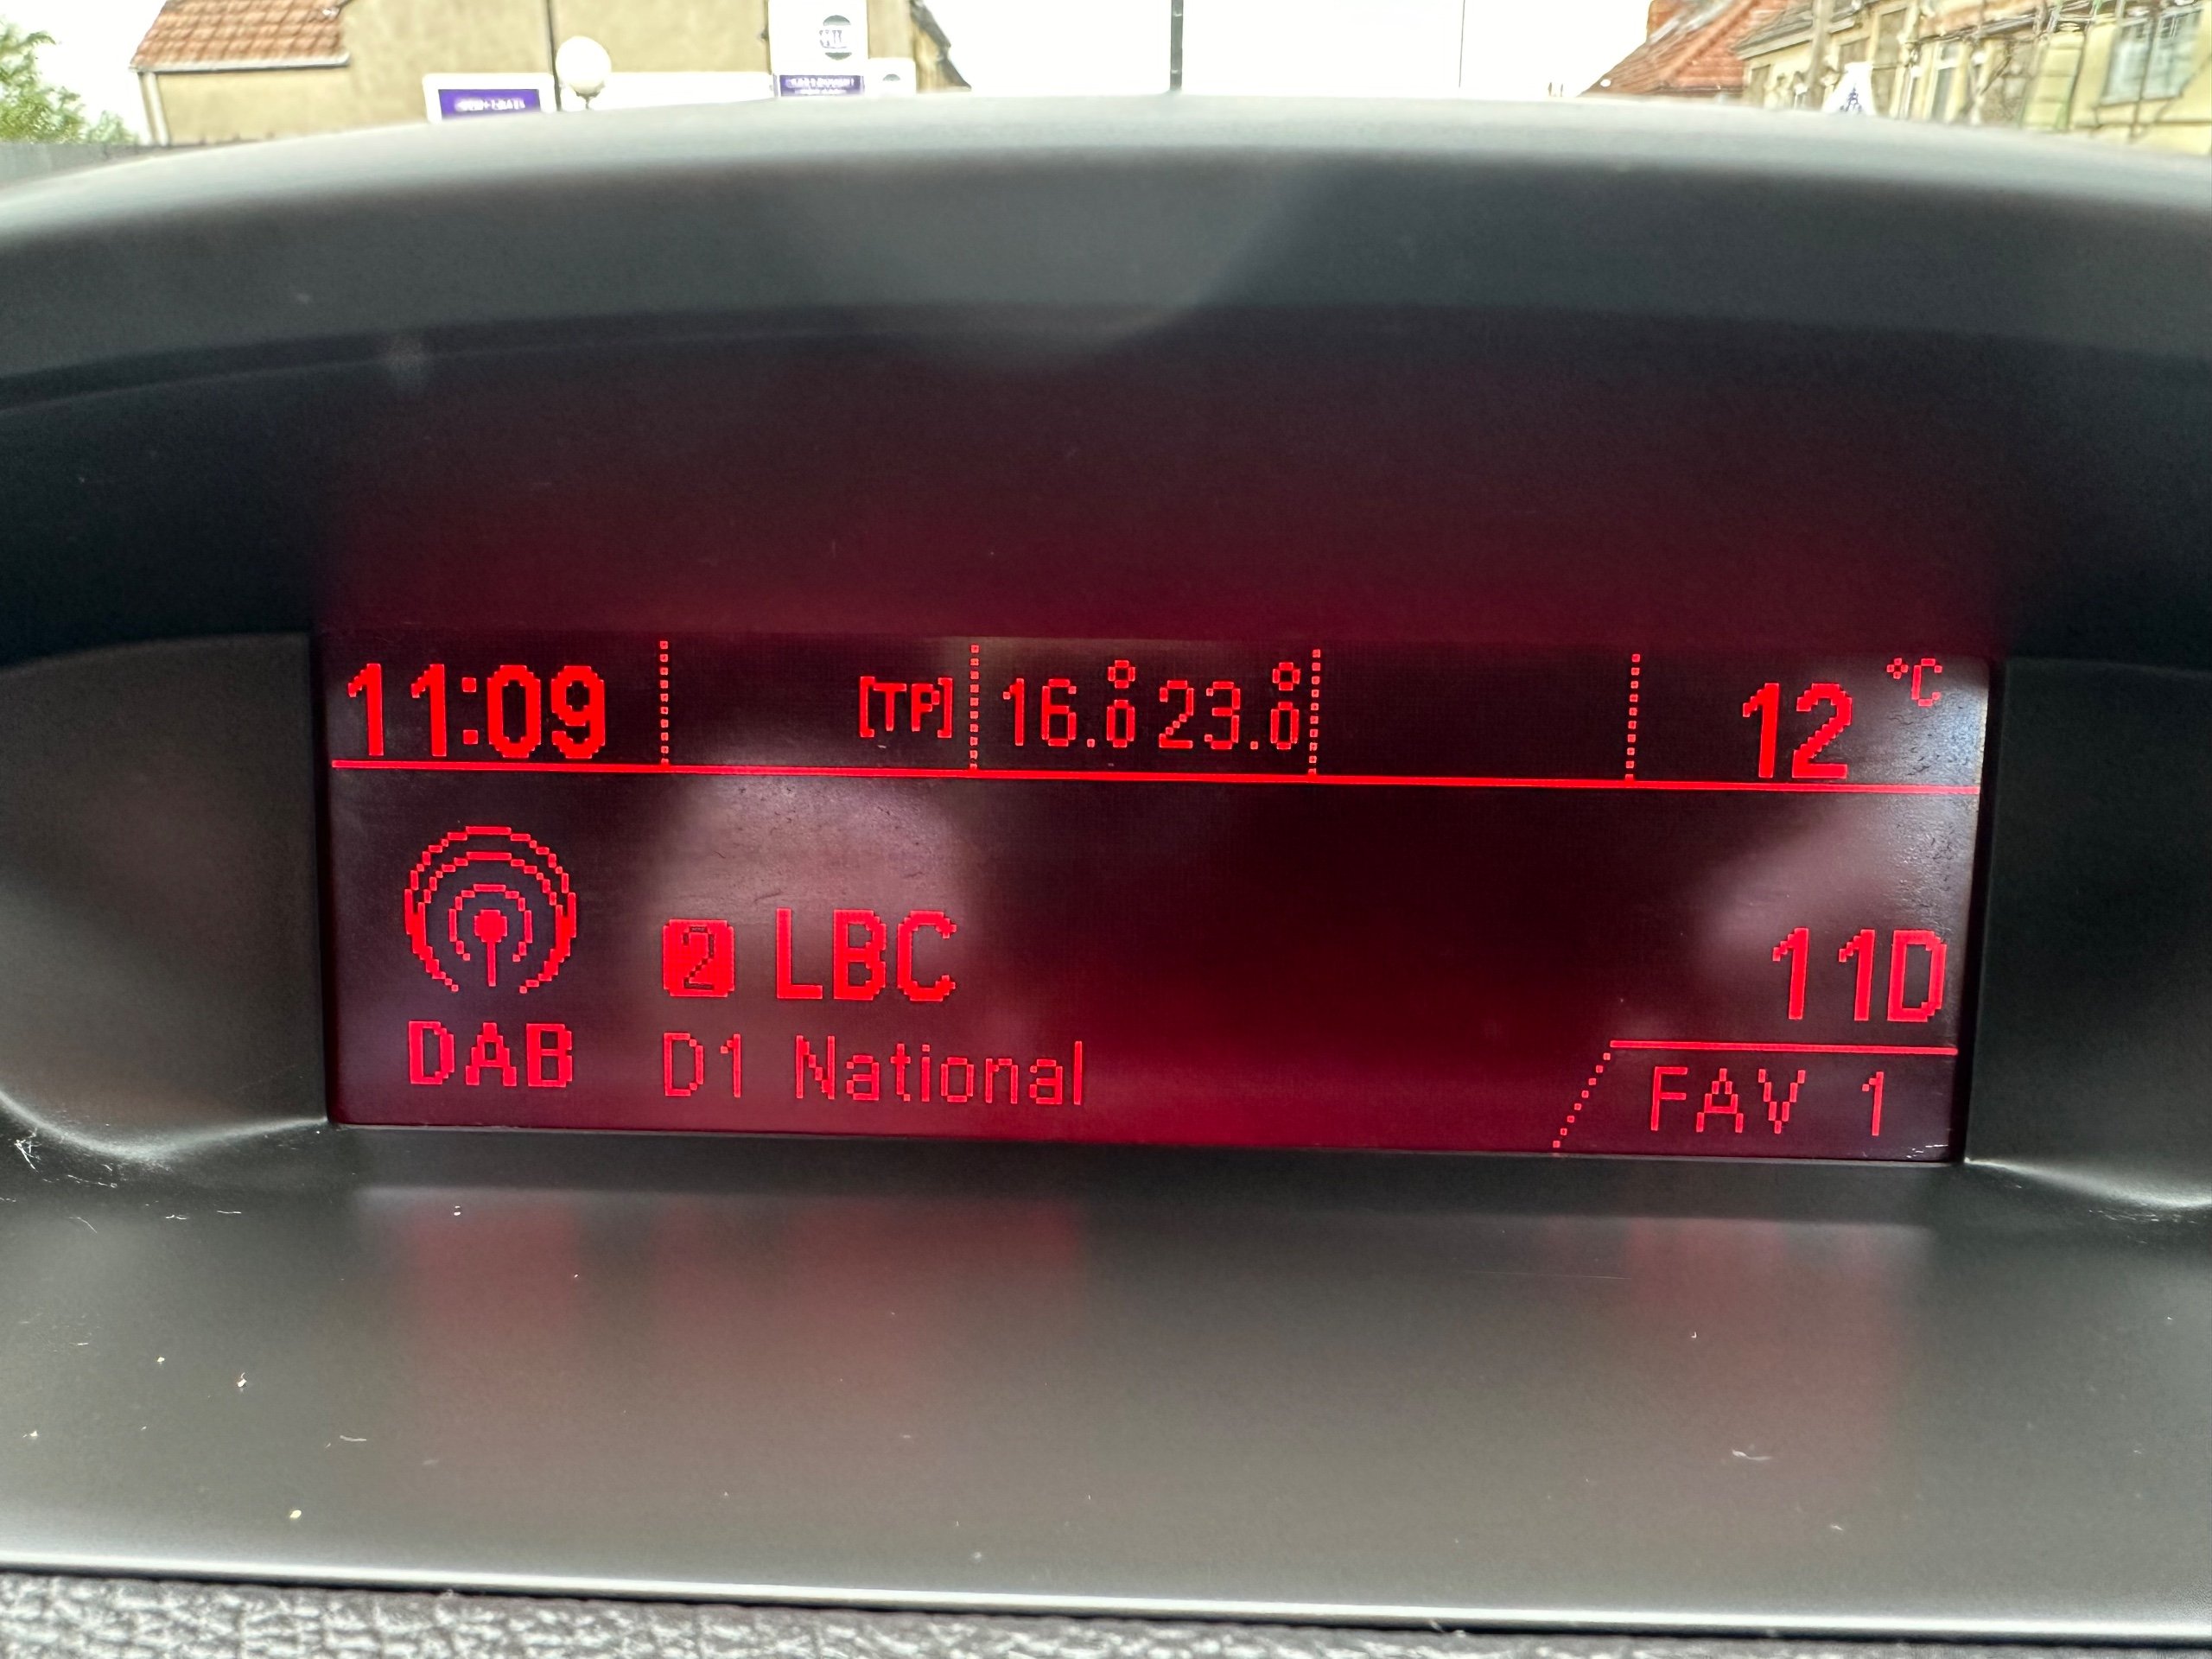 11:09 [TP] 16.0° 23.0° 12 °C
2 LBC 11D
DAB D1 National
FAV 1